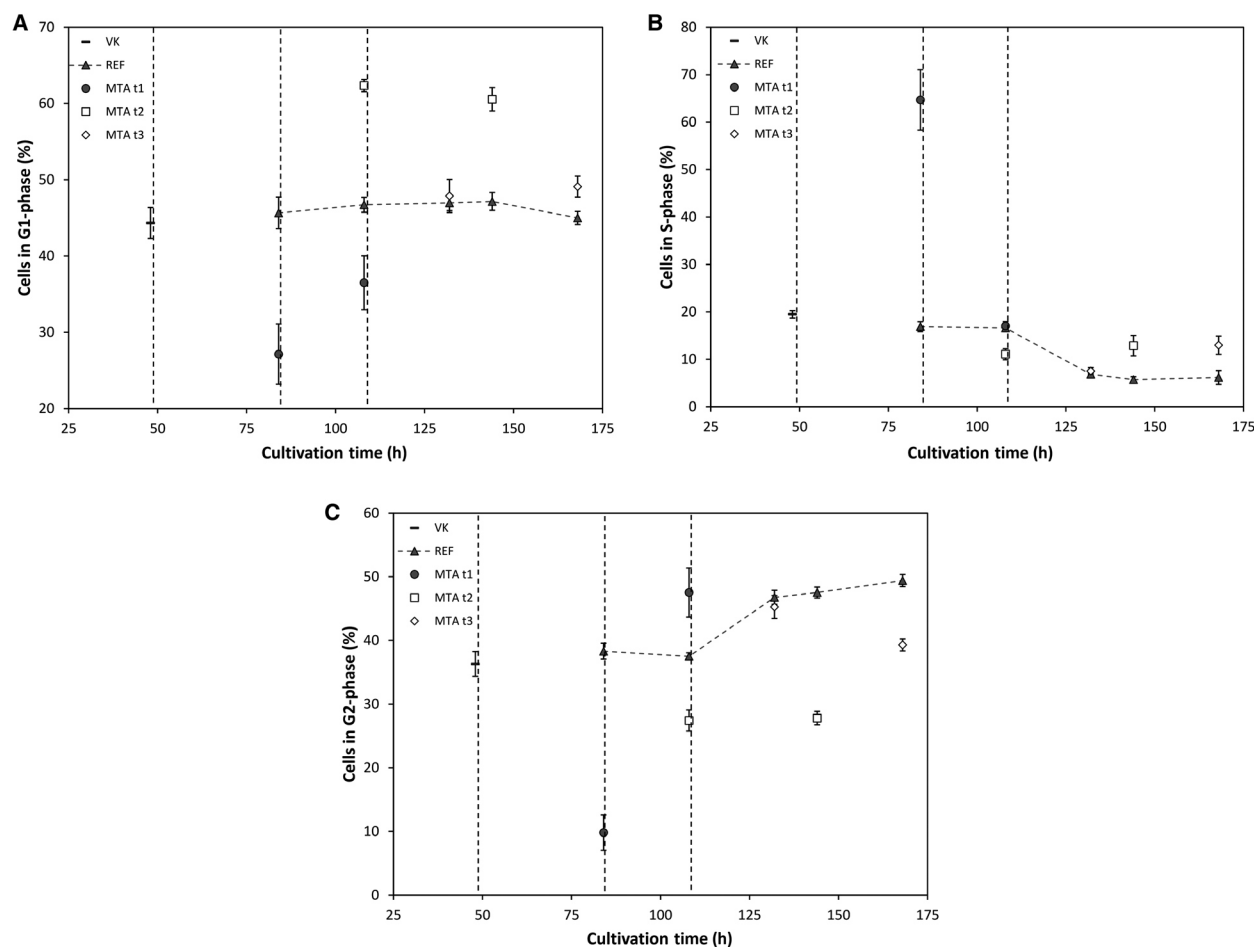 A
Cells in G1-phase (%)
70
60
50
40
30
20
VK
REF
MTA t1
MTA t2
MTA t3
25 50 75 100 125 150 175
Cultivation time (h)
B
Cells in S-phase (%)
80
70
60
50
40
30
20
10
0
VK
REF
MTA t1
MTA t2
MTA t3
25 50 75 100 125 150 175
Cultivation time (h)
C
Cells in G2-phase (%)
60
50
40
30
20
10
0
VK
REF
MTA t1
MTA t2
MTA t3
25 50 75 100 125 150 175
Cultivation time (h)